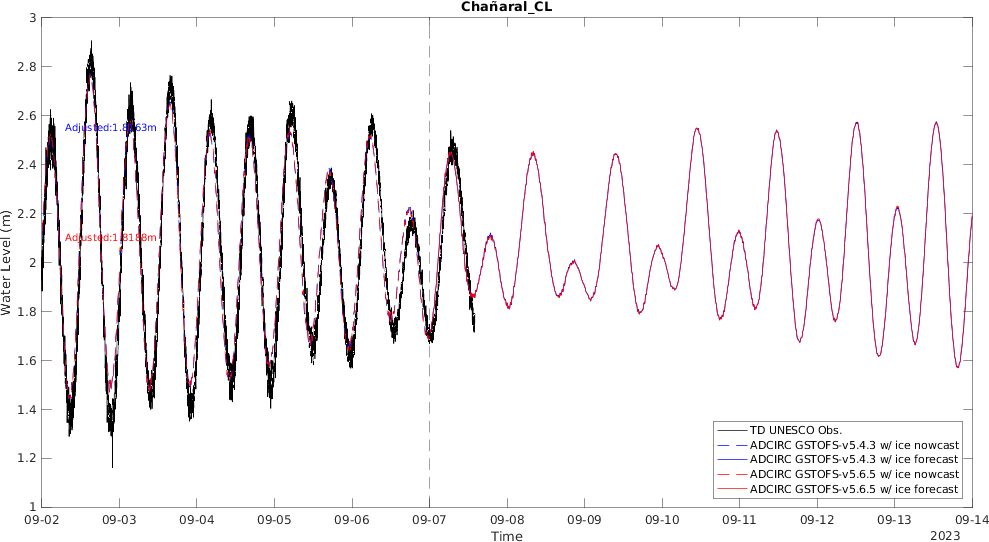 Chañaral_CL
3
2.8
2.6
2.4
2.2
2
1.8
1.6
1.4
1.2
1
Water Level (m)
Adjusted:1.8188m
09-02 09-03 09-04 09-05 09-06 09-07 09-08 09-09 09-10 09-11 09-12 09-13 09-14
Time
2023
TD UNESCO Obs.
ADCIRC GSTOFS-v5.4.3 w/ ice nowcast
ADCIRC GSTOFS-v5.4.3 w/ ice forecast
ADCIRC GSTOFS-v5.6.5 w/ ice nowcast
ADCIRC GSTOFS-v5.6.5 w/ ice forecast